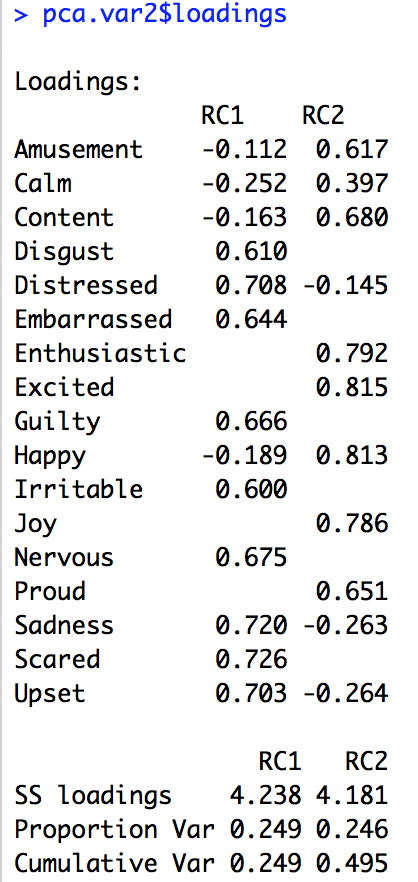 > pca.var2$loadings
Loadings:
RC1 RC2
Amusement -0.112 0.617
Calm -0.252 0.397
Content -0.163 0.680
Disgust 0.610
Distressed 0.708 -0.145
Embarrassed 0.644
Enthusiastic 0.792
Excited 0.815
Guilty 0.666
Happy -0.189 0.813
Irritable 0.600
Joy 0.786
Nervous 0.675
Proud 0.651
Sadness 0.720 -0.263
Scared 0.726
Upset 0.703 -0.264
RC1 RC2
SS loadings 4.238 4.181
Proportion Var 0.249 0.246
Cumulative Var 0.249 0.495